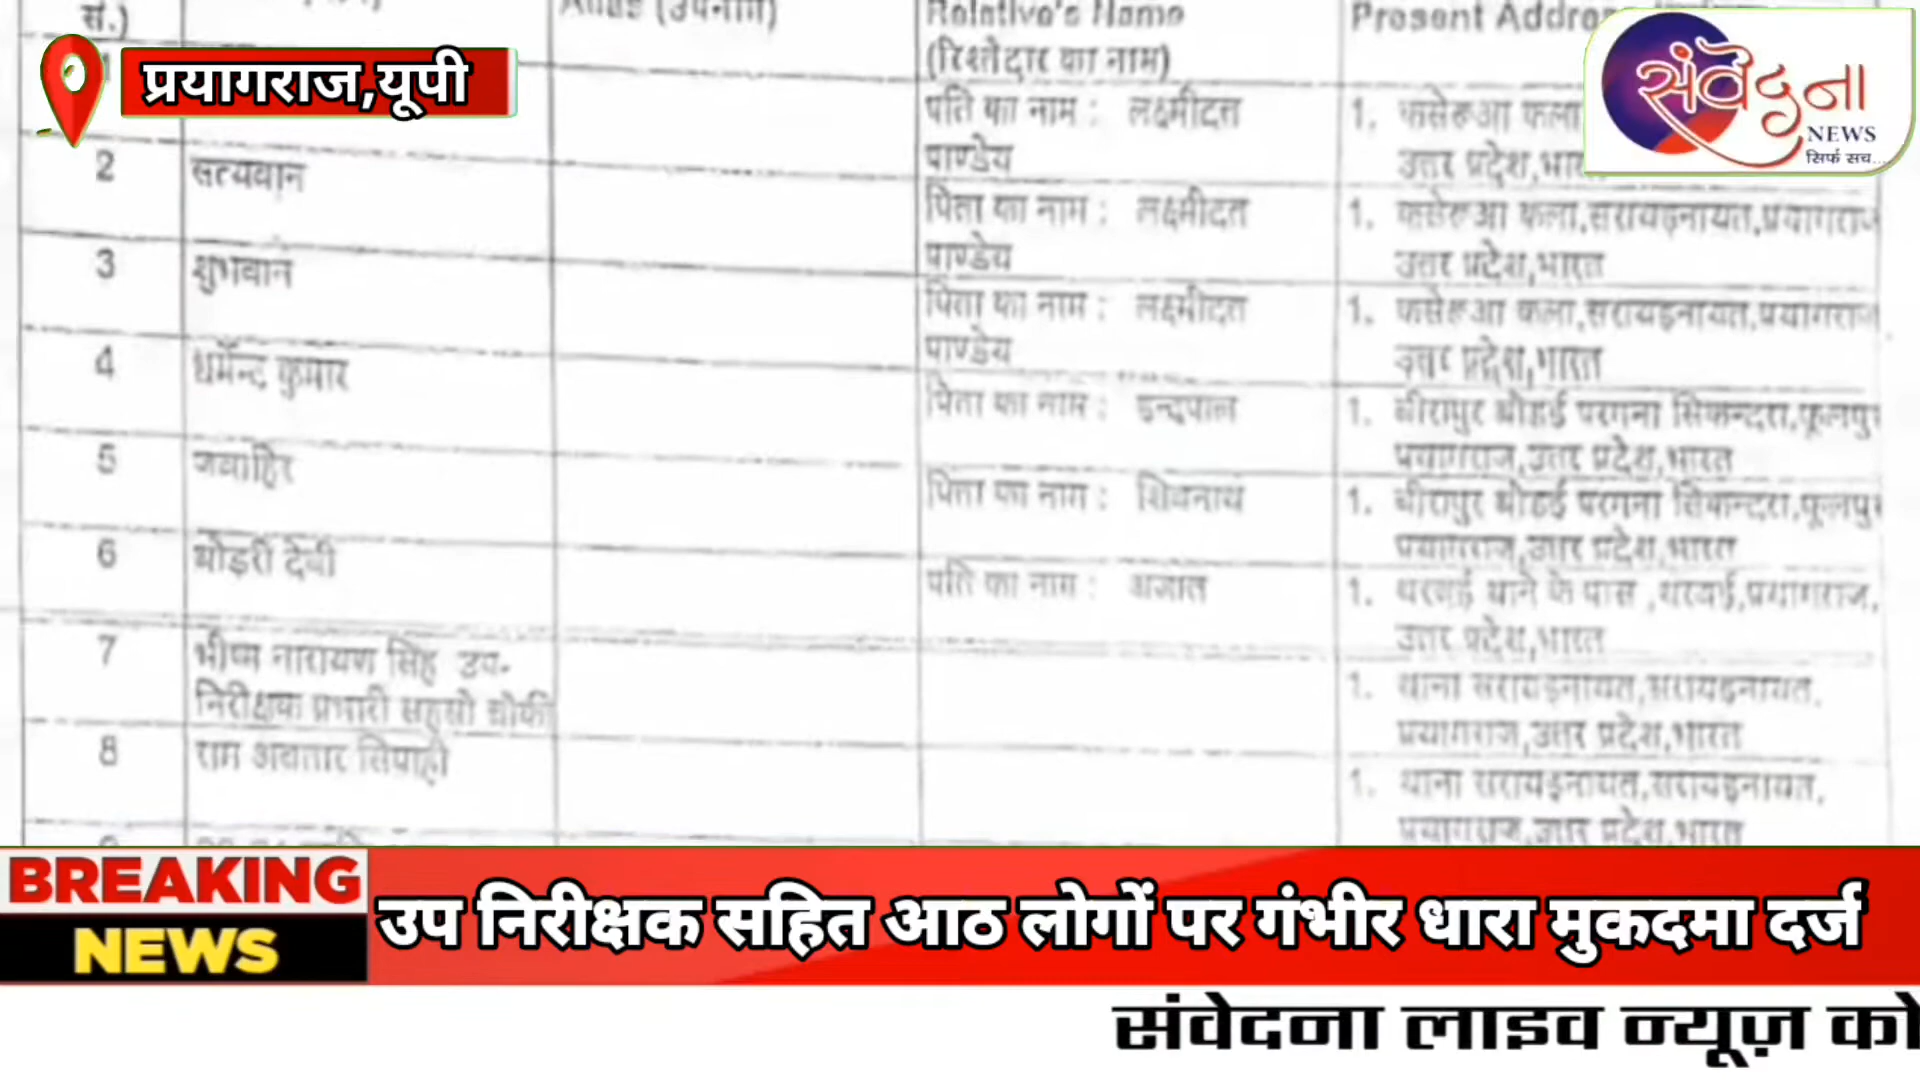 सं.)
Alias (उपनाम)
Relative's Name
(रिश्तेदार का नाम)
Present Address
प्रयागराज,यूपी
संवेदना
NEWS
सिर्फ सच...
1
पति का नाम : लक्ष्मीदत्त
पाण्डेय
1. फसेरूआ कला
उत्तर प्रदेश,भारत
2
सत्यवान
पिता का नाम : लक्ष्मीदत
पाण्डेय
1. फसेरूआ कला,सरायइनायत,प्रयागराज
उत्तर प्रदेश,भारत
3
शुभवान
पिता का नाम : लक्ष्मीदत
पाण्डेय
1. फसेरूआ कला,सरायइनायत,प्रयागराज
उत्तर प्रदेश,भारत
4
धर्मेन्द कुमार
पिता का नाम : इन्दपाल
1. बीरापुर परगना सिकन्दरा,फूलपुर
प्रयागराज,उत्तर प्रदेश,भारत
5
जवाहिर
पिता का नाम : शिवनाथ
1. बीरापुर परगना सिकन्दरा,फूलपुर
प्रयागराज,उत्तर प्रदेश,भारत
6
देवी
पति का नाम : अज्ञात
1. थरवई थाने के पास ,थरवई,प्रयागराज,
उत्तर प्रदेश,भारत
7
भीष्म नारायण सिंह उप-
निरीक्षक प्रभारी सहसो चौकी
1. थाना सरायइनायत,सरायइनायत,
प्रयागराज,उत्तर प्रदेश,भारत
8
राम अवतार सिपाही
1. थाना सरायइनायत,सरायइनायत,
प्रयागराज,उत्तर प्रदेश,भारत
BREAKING
NEWS
उप निरीक्षक सहित आठ लोगों पर गंभीर धारा मुकदमा दर्ज
संवेदना लाइव न्यूज़ को